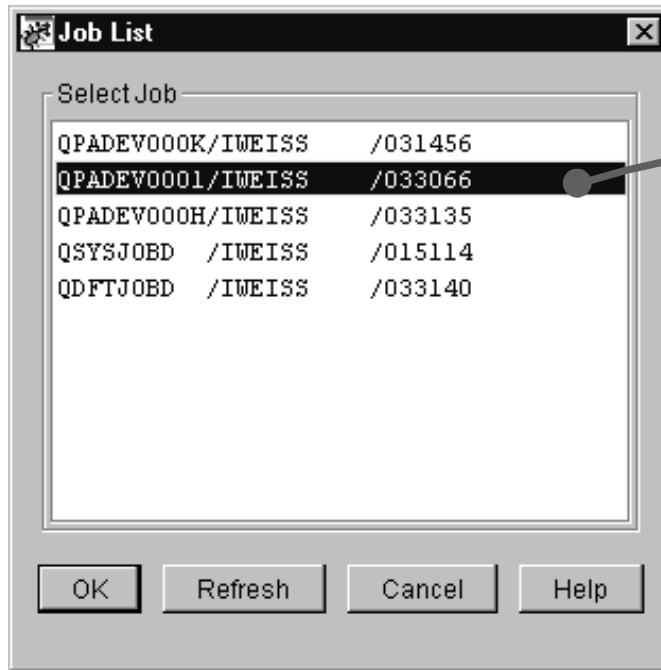 Job List
Select Job
QPADEV000K/IWEISS /031456
QPADEV0001/IWEISS /033066
QPADEV000H/IWEISS /033135
QSYSJOBD /IWEISS /015114
QDFTJOBD /IWEISS /033140
OK Refresh Cancel Help